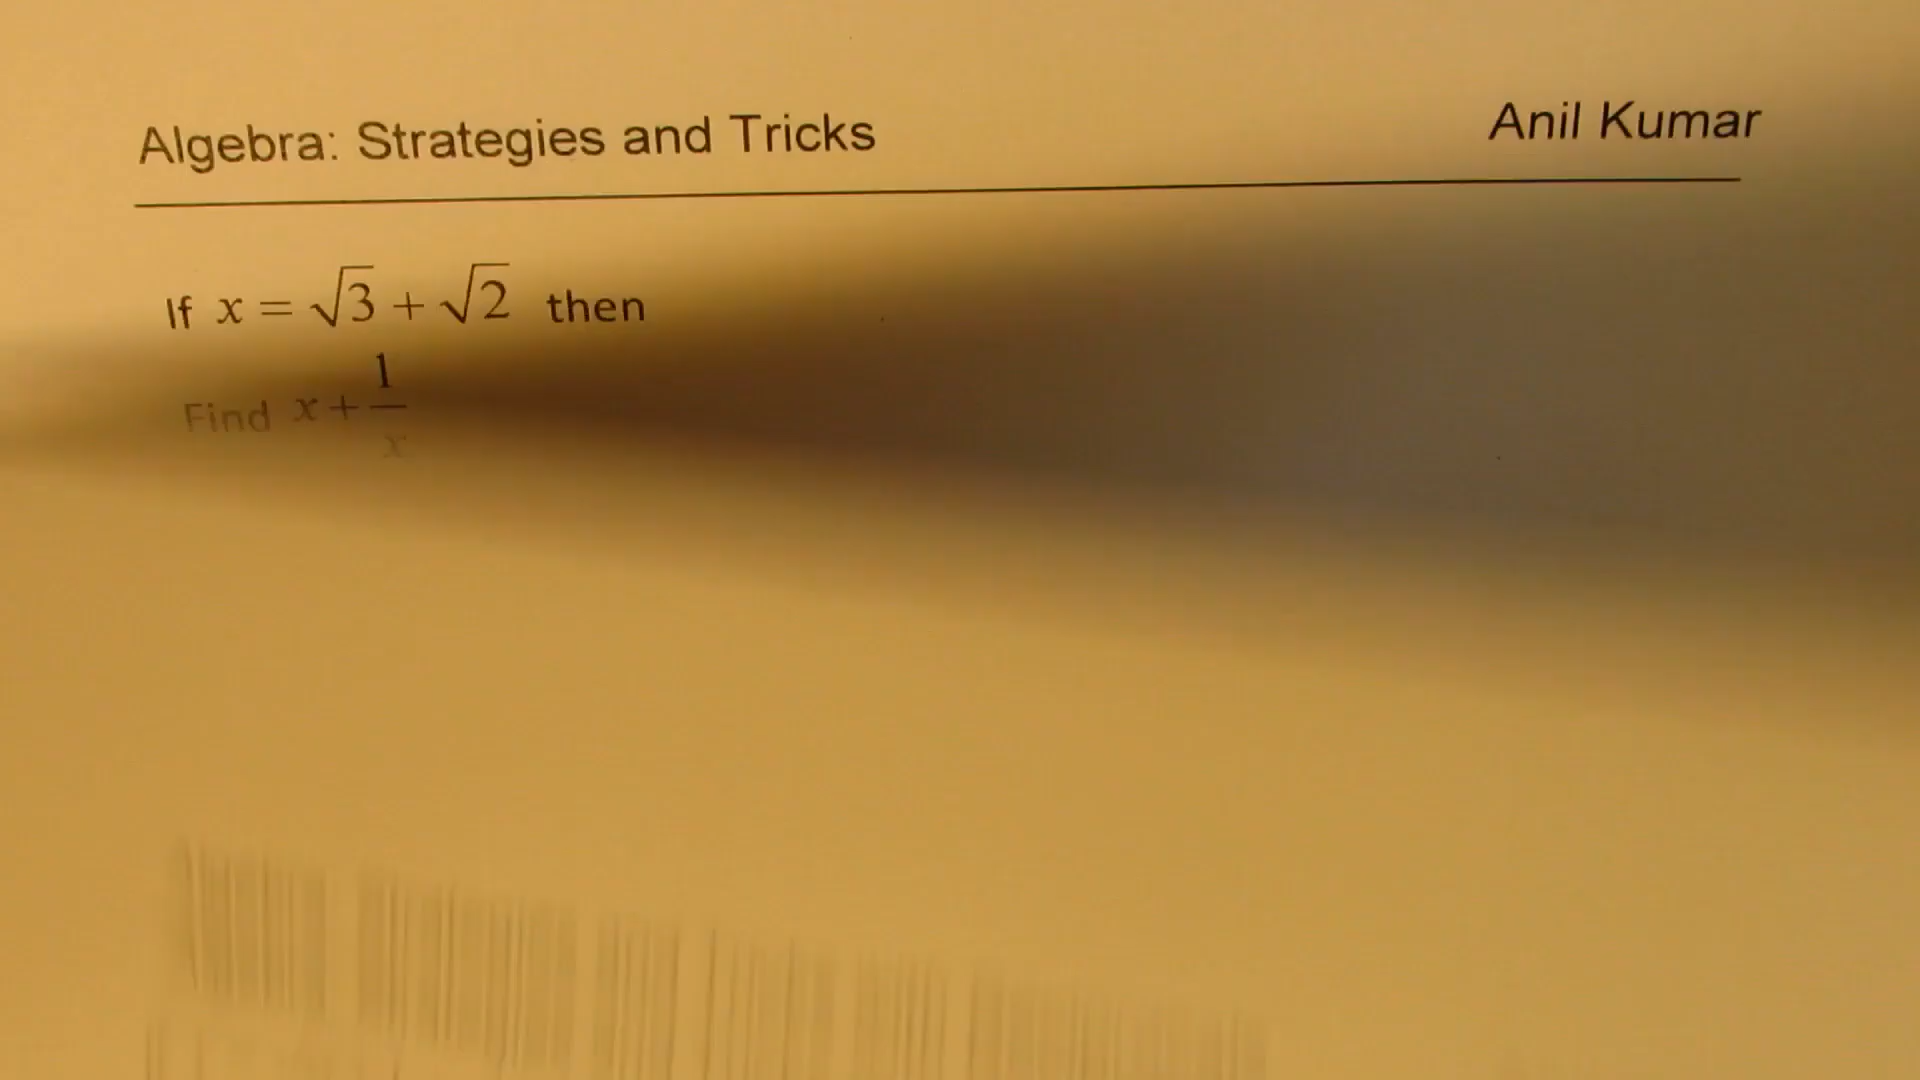 Algebra: Strategies and Tricks
Anil Kumar
If x = √3 + √2 then
Find x + 1/x